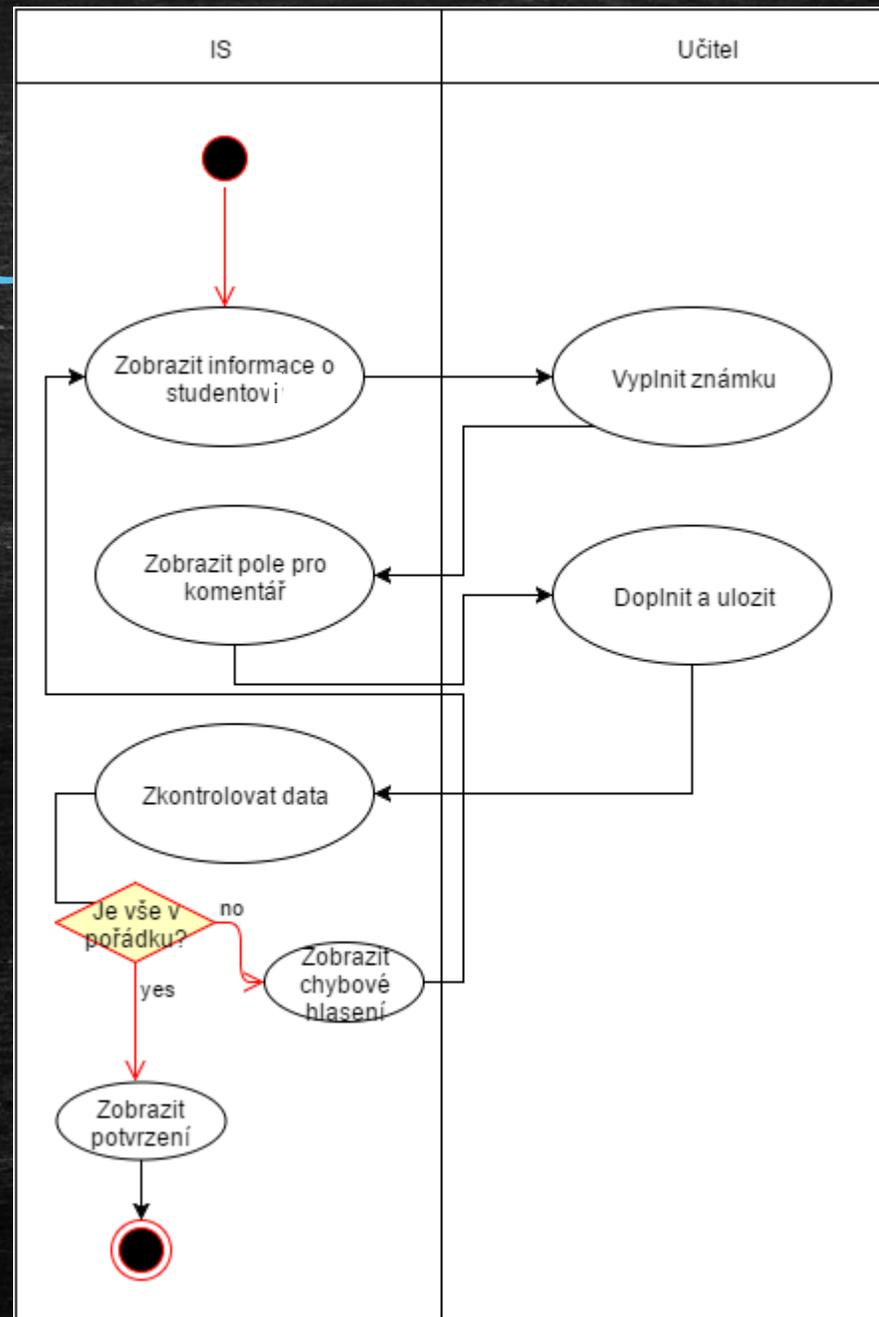 IS
Učitel
Zobrazit informace o
studentovi
Vyplnit známku
Zobrazit pole pro
komentář
Doplnit a ulozit
Zkontrolovat data
Je vše v
pořádku?
no
yes
Zobrazit
chybové
hlasení
Zobrazit
potvrzení